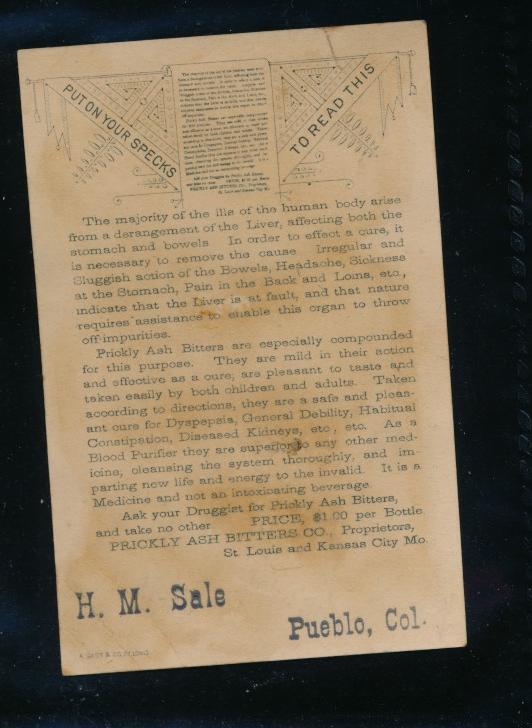 PUT ON YOUR SPECKS
TO READ THIS
The majority of the ills of the human body arise
from a derangement of the Liver, affecting both the
stomach and bowels In order to effect a cure, it
is necessary to remove the cause Irregular and
Sluggish action of the Bowels, Headache, Sickness
at the Stomach, Pain in the Back and Loins, etc.,
indicate that the Liver is at fault, and that nature
requires assistance to enable this organ to throw
off impurities.
Prickly Ash Bitters are especially compounded
for this purpose. They are mild in their action
and effective as a cure; are pleasant to taste and
taken easily by both children and adults. Taken
according to directions, they are a safe and pleas-
ant cure for Dyspepsia, General Debility, Habitual
Constipation, Diseased Kidneys, etc., etc. As a
Blood Purifier they are superior to any other med-
icine, cleansing the system thoroughly, and im-
parting new life and energy to the invalid. It is a
Medicine and not an intoxicating beverage.
Ask your Druggist for Prickly Ash Bitters,
and take no other PRICE, $1.00 per Bottle
PRICKLY ASH BITTERS CO., Proprietors,
St. Louis and Kansas City Mo.
H. M. Sale
Pueblo, Col.